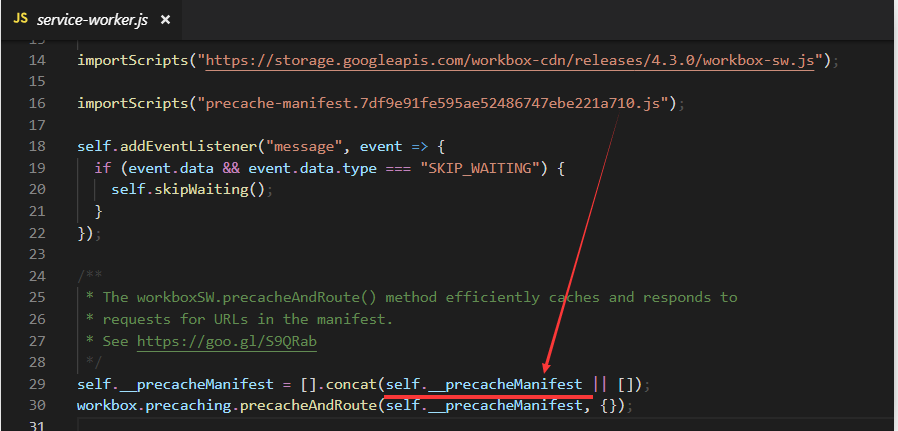 JS service-worker.js ×
13
14 importScripts("https://storage.googleapis.com/workbox-cdn/releases/4.3.0/workbox-sw.js");
15
16 importScripts("precache-manifest.7df9e91fe595ae52486747ebe221a710.js");
17
18 self.addEventListener("message", event => {
19 if (event.data && event.data.type === "SKIP_WAITING") {
20 self.skipWaiting();
21 }
22 });
23
24 /**
25 * The workboxSW.precacheAndRoute() method efficiently caches and responds to
26 * requests for URLs in the manifest.
27 * See https://goo.gl/S9QRab
28 */
29 self.__precacheManifest = [].concat(self.__precacheManifest || []);
30 workbox.precaching.precacheAndRoute(self.__precacheManifest, {});
31